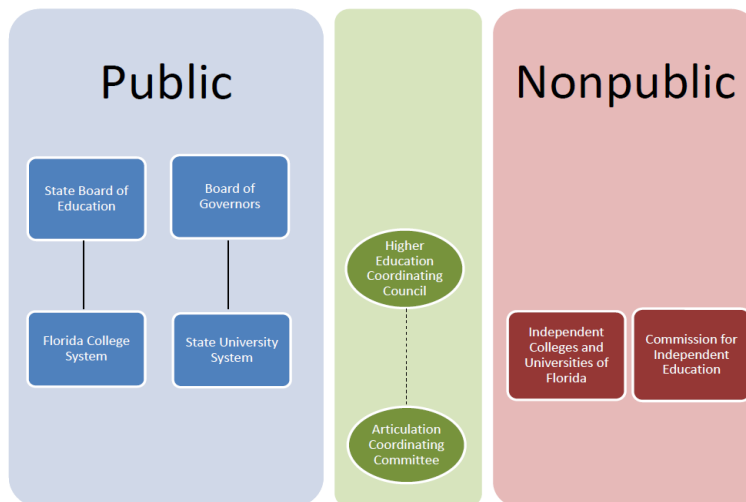 Public
Nonpublic
State Board of
Education
Board of
Governors
Florida College
System
State University
System
Higher
Education
Coordinating
Council
Articulation
Coordinating
Committee
Independent
Colleges and
Universities of
Florida
Commission for
Independent
Education